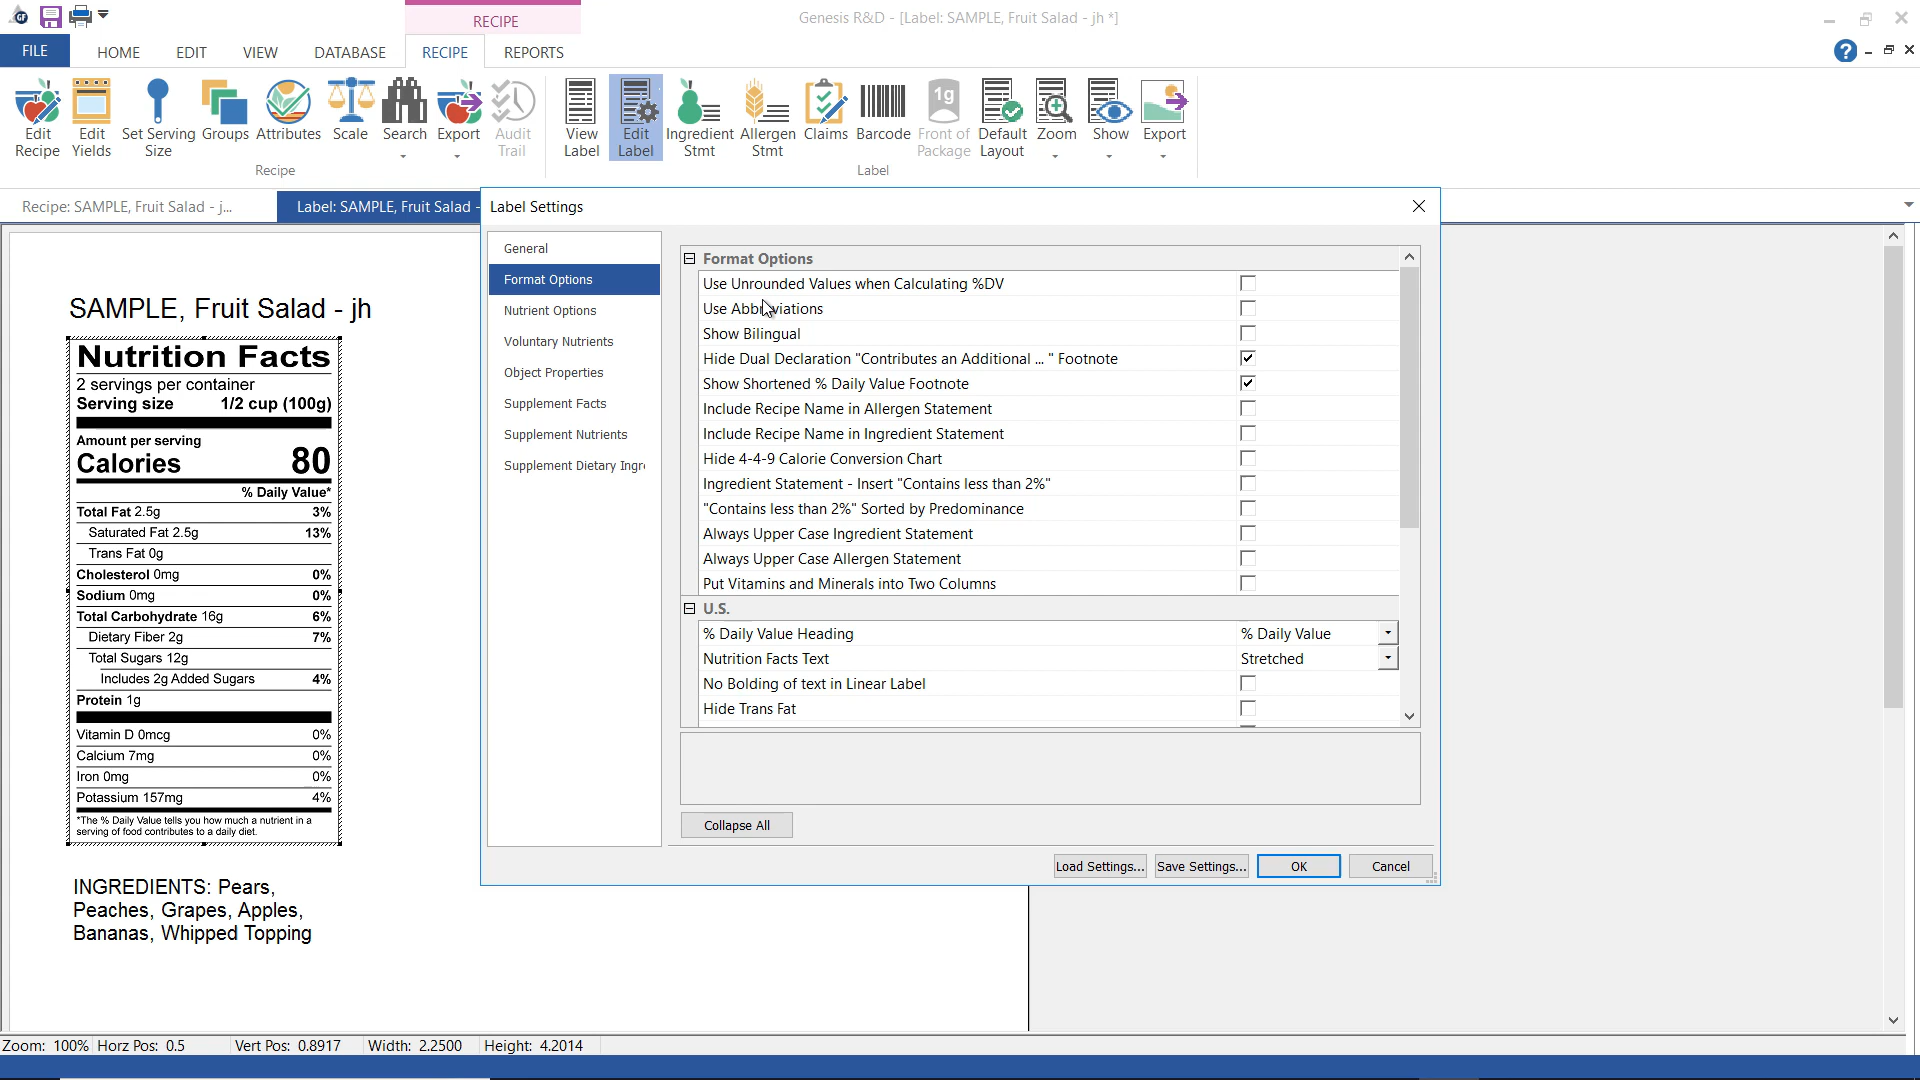 RECIPE
Genesis R&D - [Label: SAMPLE, Fruit Salad - jh *]
FILE HOME EDIT VIEW DATABASE RECIPE REPORTS
Edit Recipe
Edit Yields
Set Serving Size
Groups
Attributes
Scale
Search
Export
Audit Trail
View Label
Edit Label
Ingredient Stmt
Allergen Stmt
Claims
Barcode
1g
Front of Package
Default Layout
Zoom
Show
Export
Recipe
Label
Recipe: SAMPLE, Fruit Salad - j...
Label: SAMPLE, Fruit Salad -
Label Settings
General
Format Options
Nutrient Options
Voluntary Nutrients
Object Properties
Supplement Facts
Supplement Nutrients
Supplement Dietary Ingre
Format Options
Use Unrounded Values when Calculating %DV
Use Abbreviations
Show Bilingual
Hide Dual Declaration "Contributes an Additional ... " Footnote
Show Shortened % Daily Value Footnote
Include Recipe Name in Allergen Statement
Include Recipe Name in Ingredient Statement
Hide 4-4-9 Calorie Conversion Chart
Ingredient Statement - Insert "Contains less than 2%"
"Contains less than 2%" Sorted by Predominance
Always Upper Case Ingredient Statement
Always Upper Case Allergen Statement
Put Vitamins and Minerals into Two Columns
U.S.
% Daily Value Heading % Daily Value
Nutrition Facts Text Stretched
No Bolding of text in Linear Label
Hide Trans Fat
Collapse All
Load Settings... Save Settings... OK Cancel
SAMPLE, Fruit Salad - jh
Nutrition Facts
2 servings per container
Serving size 1/2 cup (100g)
Amount per serving
Calories 80
% Daily Value*
Total Fat 2.5g 3%
Saturated Fat 2.5g 13%
Trans Fat 0g
Cholesterol 0mg 0%
Sodium 0mg 0%
Total Carbohydrate 16g 6%
Dietary Fiber 2g 7%
Total Sugars 12g
Includes 2g Added Sugars 4%
Protein 1g
Vitamin D 0mcg 0%
Calcium 7mg 0%
Iron 0mg 0%
Potassium 157mg 4%
*The % Daily Value tells you how much a nutrient in a
serving of food contributes to a daily diet.
INGREDIENTS: Pears,
Peaches, Grapes, Apples,
Bananas, Whipped Topping
Zoom: 100% Horz Pos: 0.5 Vert Pos: 0.8917 Width: 2.2500 Height: 4.2014